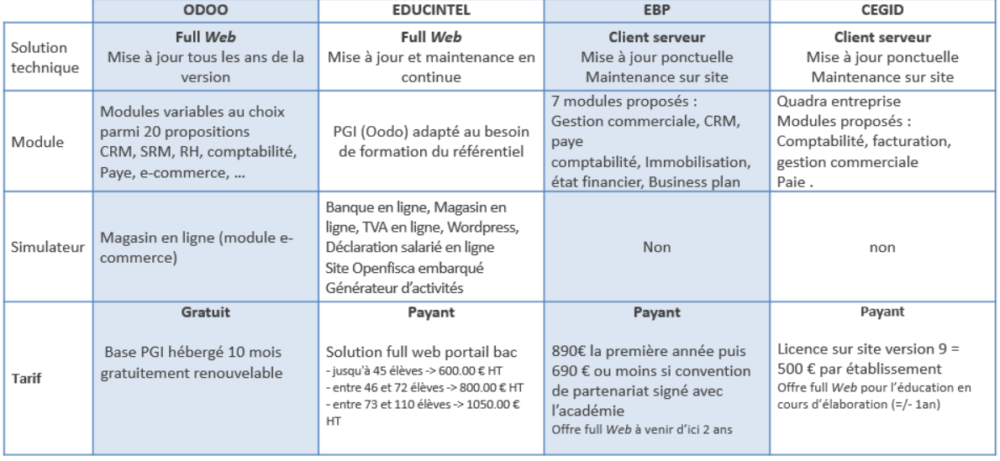 ODOO
EDUCINTEL
EBP
CEGID
Solution
technique
Full Web
Mise à jour tous les ans de la
version
Full Web
Mise à jour et maintenance en
continue
Client serveur
Mise à jour ponctuelle
Maintenance sur site
Client serveur
Mise à jour ponctuelle
Maintenance sur site
Module
Modules variables au choix
parmi 20 propositions
CRM, SRM, RH, comptabilité,
Paye, e-commerce, ...
PGI (Oodo) adapté au besoin
de formation du référentiel
7 modules proposés :
Gestion commerciale, CRM,
paye
comptabilité, Immobilisation,
état financier, Business plan
Quadra entreprise
Modules proposés :
Comptabilité, facturation,
gestion commerciale
Paie .
Simulateur
Magasin en ligne (module e-
commerce)
Banque en ligne, Magasin en
ligne, TVA en ligne, Wordpress,
Déclaration salarié en ligne
Site Openfisca embarqué
Générateur d'activités
Non
non
Tarif
Gratuit
Base PGI hébergé 10 mois
gratuitement renouvelable
Payant
Solution full web portail bac
- jusqu'à 45 élèves -> 600.00 € HT
- entre 46 et 72 élèves -> 800.00 € HT
- entre 73 et 110 élèves -> 1050.00 €
HT
Payant
890€ la première année puis
690 € ou moins si convention
de partenariat signé avec
l'académie
Offre full Web à venir d'ici 2 ans
Payant
Licence sur site version 9 =
500 € par établissement
Offre full Web pour l'éducation en
cours d'élaboration (=/- 1an)